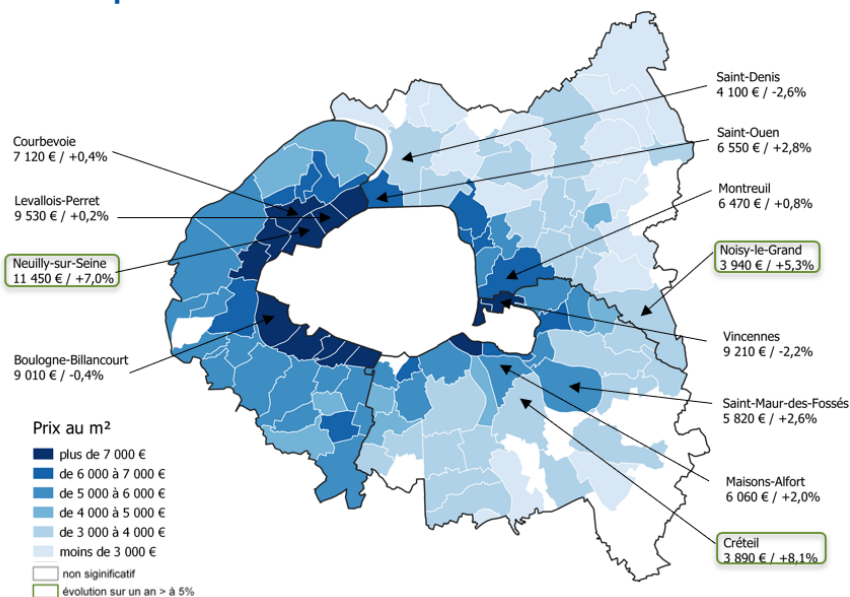 Saint-Denis
4 100 € / -2,6%
Saint-Ouen
6 550 € / +2,8%
Courbevoie
7 120 € / +0,4%
Montreuil
6 470 € / +0,8%
Levallois-Perret
9 530 € / +0,2%
Noisy-le-Grand
3 940 € / +5,3%
Neuilly-sur-Seine
11 450 € / +7,0%
Vincennes
9 210 € / -2,2%
Boulogne-Billancourt
9 010 € / -0,4%
Saint-Maur-des-Fossés
5 820 € / +2,6%
Maisons-Alfort
6 060 € / +2,0%
Créteil
3 890 € / +8,1%
Prix au m²
plus de 7 000 €
de 6 000 à 7 000 €
de 5 000 à 6 000 €
de 4 000 à 5 000 €
de 3 000 à 4 000 €
moins de 3 000 €
non siginificatif
évolution sur un an > à 5%